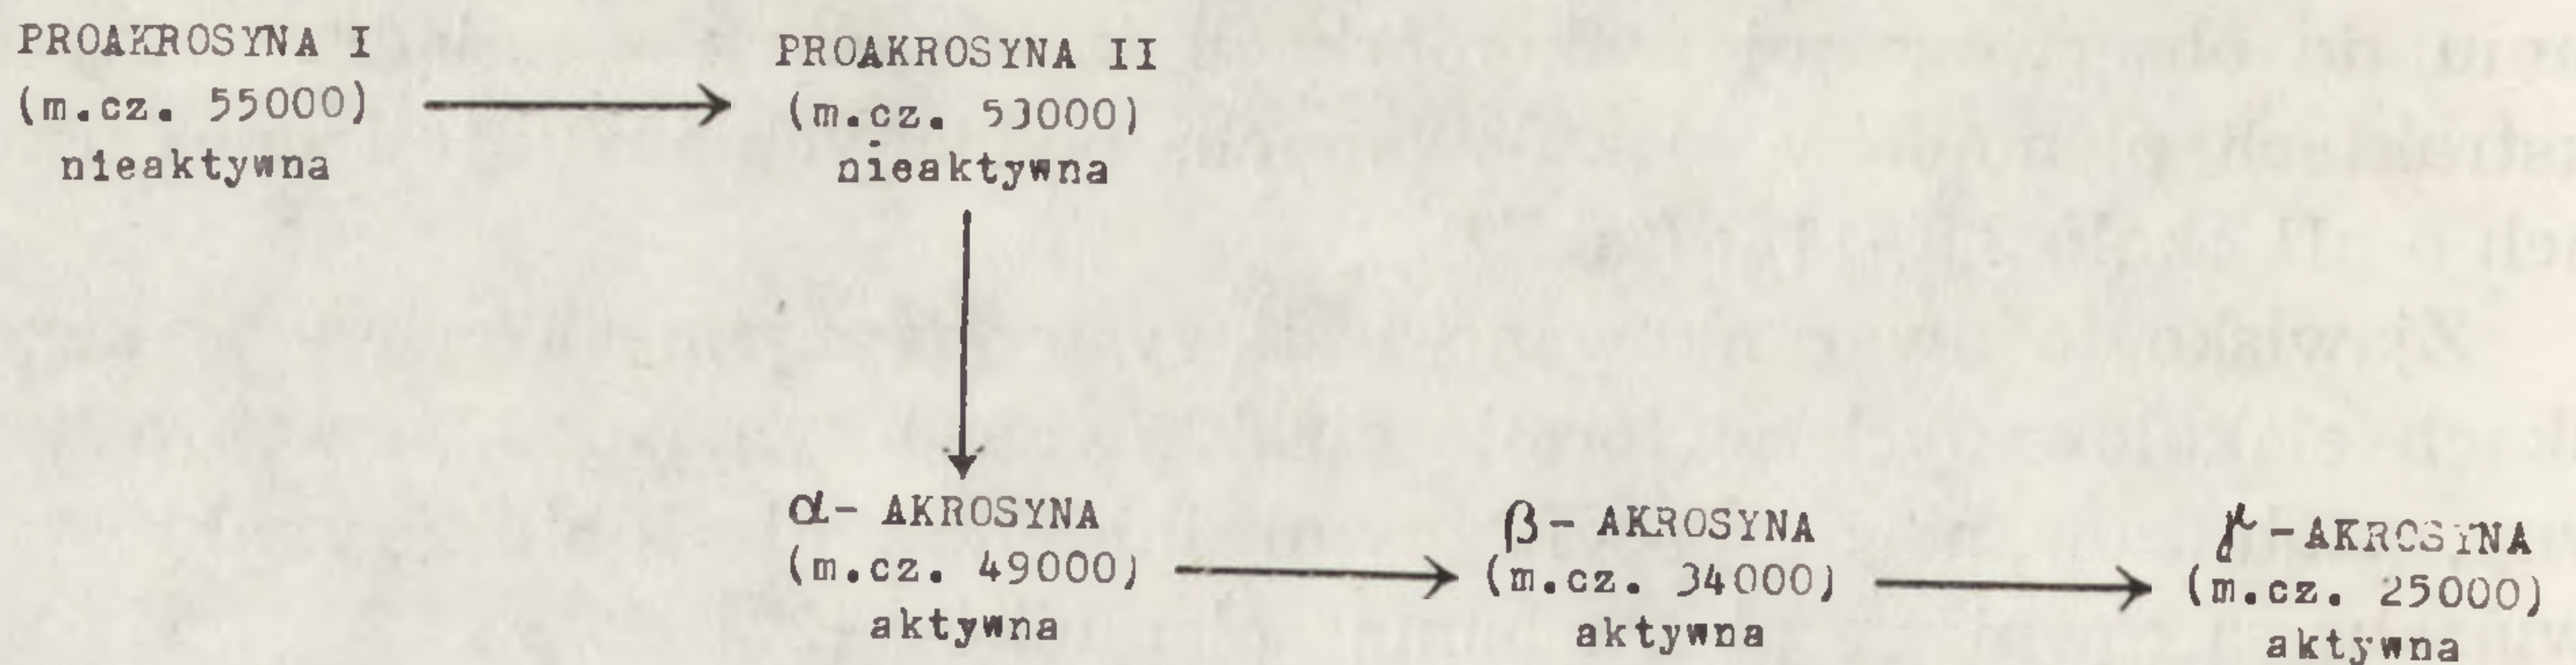 PROAKROSYNA I
(m.cz. 55000)
nieaktywna
PROAKROSYNA II
(m.cz. 53000)
nieaktywna
α- AKROSYNA
(m.cz. 49000)
aktywna
β- AKROSYNA
(m.cz. 34000)
aktywna
γ-AKROSYNA
(m.cz. 25000)
aktywna